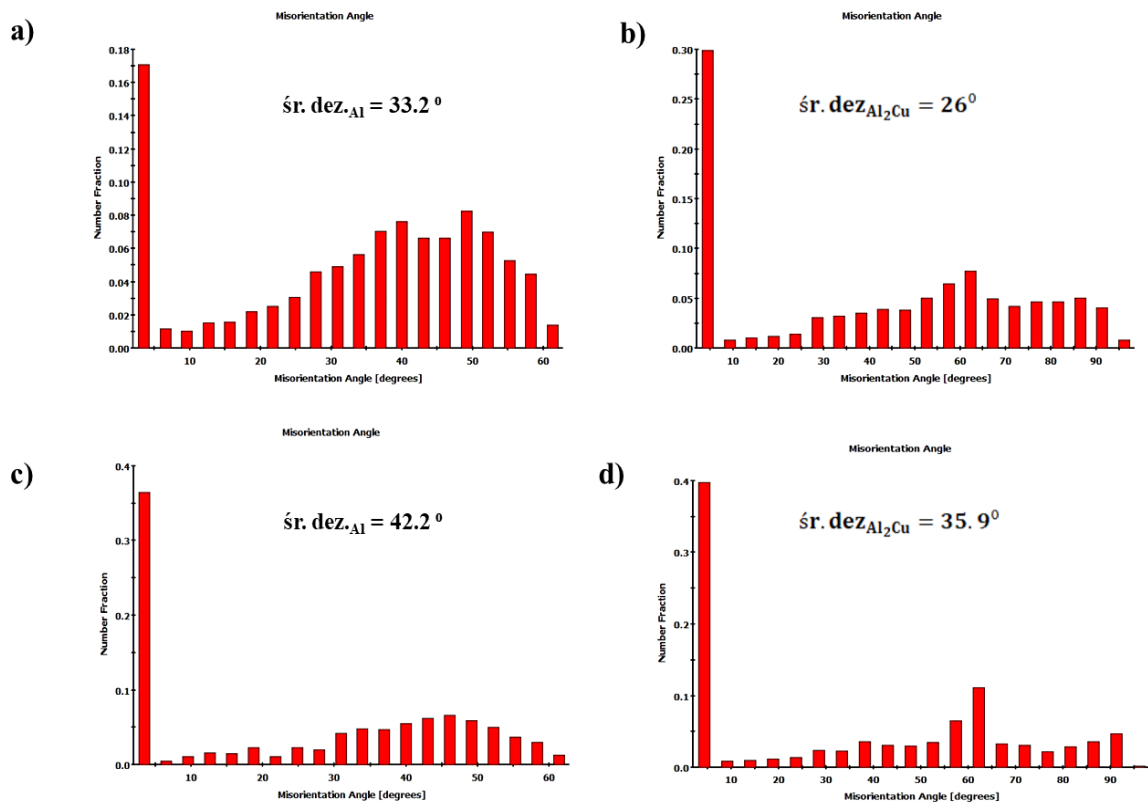 Misorientation Angle
a)
0.18
0.16
0.14
0.12
0.10
0.08
0.06
0.04
0.02
0.00
Number Fraction
śr. dez.Al = 33.2 ⁰
10 20 30 40 50 60
Misorientation Angle [degrees]
Misorientation Angle
b)
0.30
0.25
0.20
0.15
0.10
0.05
0.00
Number Fraction
śr. dezAl₂Cu = 26⁰
10 20 30 40 50 60 70 80 90
Misorientation Angle [degrees]
Misorientation Angle
c)
0.4
0.3
0.2
0.1
0.0
Number Fraction
śr. dez.Al = 42.2 ⁰
10 20 30 40 50 60
Misorientation Angle [degrees]
Misorientation Angle
d)
0.4
0.3
0.2
0.1
0.0
Number Fraction
śr. dezAl₂Cu = 35. 9⁰
10 20 30 40 50 60 70 80 90
Misorientation Angle [degrees]